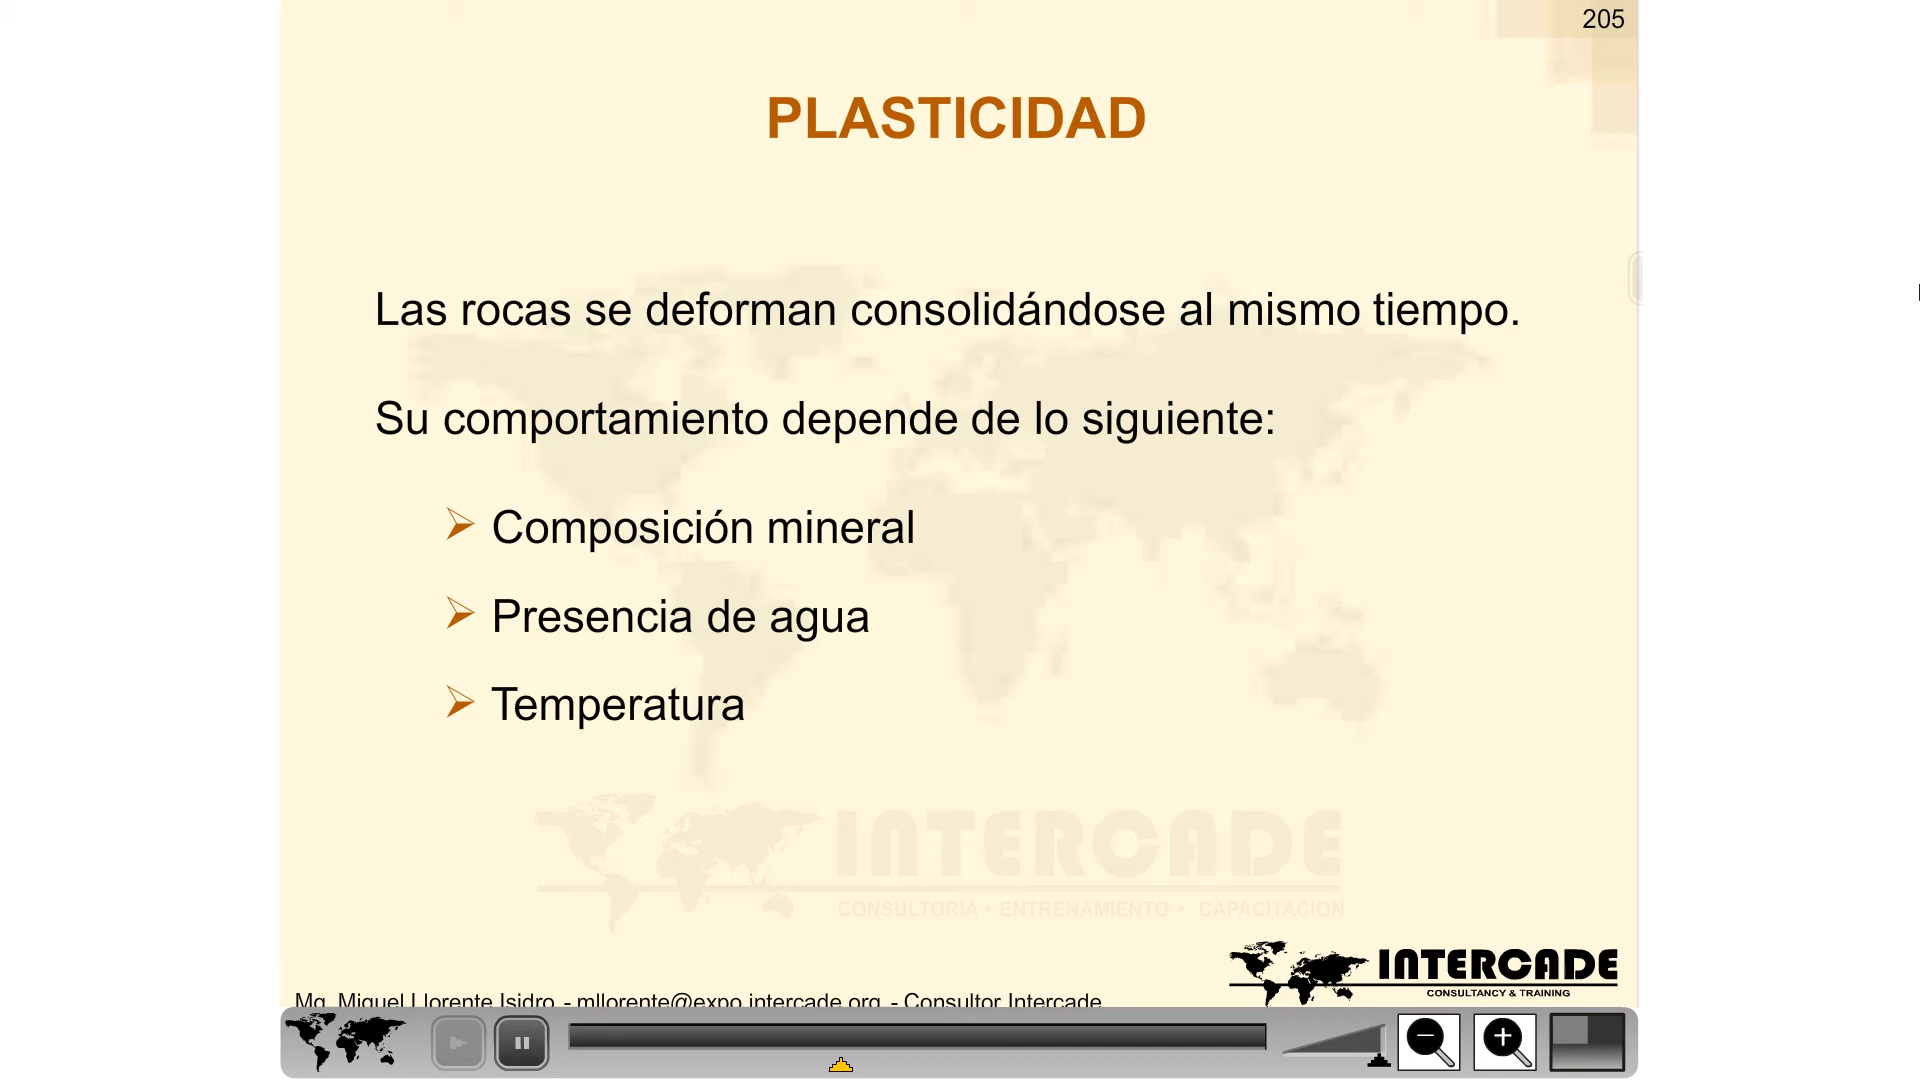 205
PLASTICIDAD
Las rocas se deforman consolidándose al mismo tiempo.
Su comportamiento depende de lo siguiente:
Composición mineral
Presencia de agua
Temperatura
INTERCADE
CONSULTORIA • ENTRENAMIENTO • CAPACITACION
INTERCADE
CONSULTANCY & TRAINING
Mg. Miguel Llorente Isidro - mllorente@expo.intercade.org - Consultor Intercade